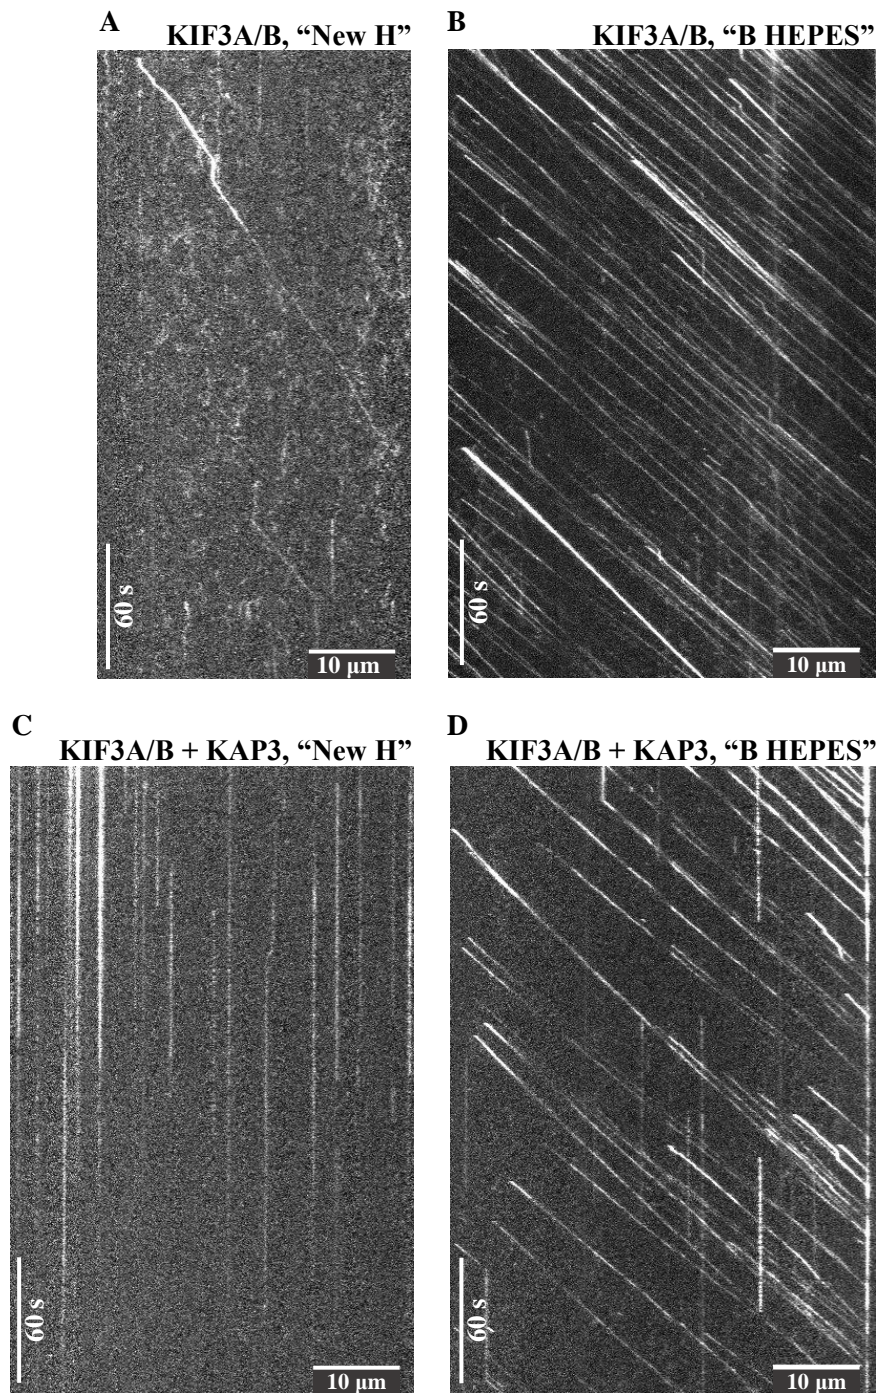 A
KIF3A/B, “New H”
60 s
10 μm
B
KIF3A/B, “B HEPES”
60 s
10 μm
C
KIF3A/B + KAP3, “New H”
60 s
10 μm
D
KIF3A/B + KAP3, “B HEPES”
60 s
10 μm